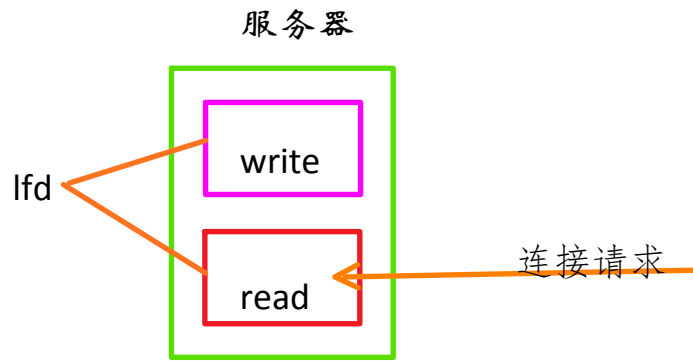 服务器
write
lfd
连接请求
read